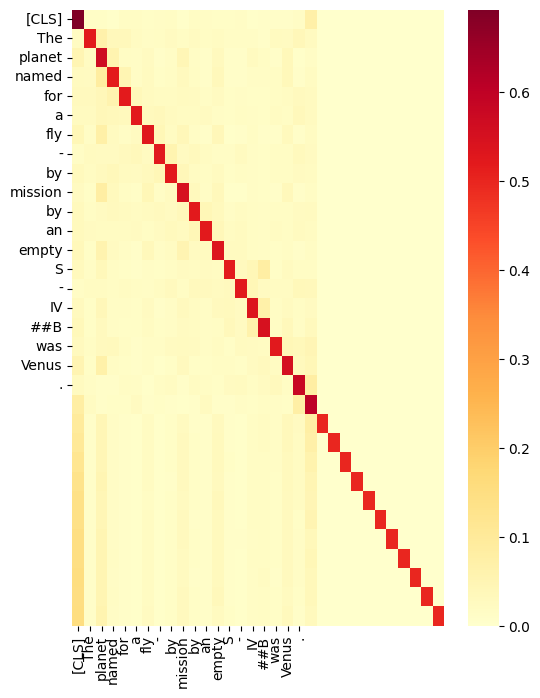 [CLS]
The
planet
named
for
a
fly
-
by
mission
by
an
empty
S
-
IV
##B
was
Venus
.
0.6
0.5
0.4
0.3
0.2
0.1
0.0
[CLS]
The
planet
named
for
a
fly
-
by
mission
by
an
empty
S
-
IV
##B
was
Venus
.